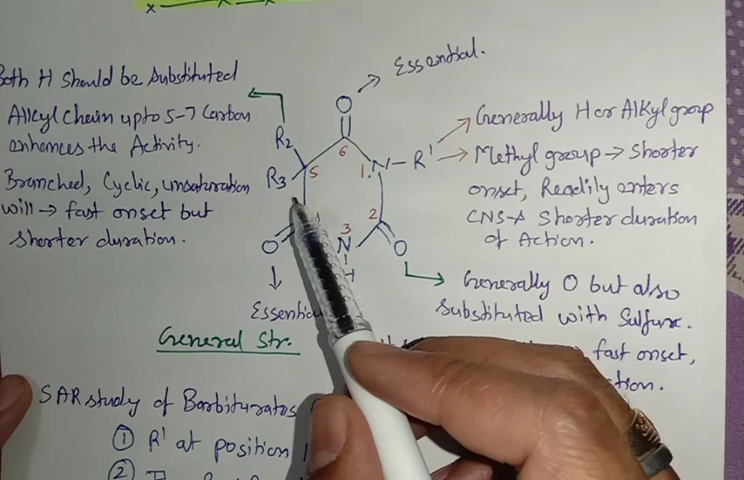 Both H Should be Substituted
Alkyl Chain upto 5-7 Carbon
enhances the Activity.
Branched, Cyclic, unsaturation
will → fast onset but
Shorter duration.
Essential.
O
R2
R3
5
6
1.
N-R'
2
3
N
O
O
Generally H or Alkyl group
Methyl group → Shorter
onset, Readily enters
CNS → Shorter duration
of Action.
Generally O but also
Substituted with Sulfur.
fast onset,
Essential
General Str.
SAR study of Barbiturates
① R' at position 1
②